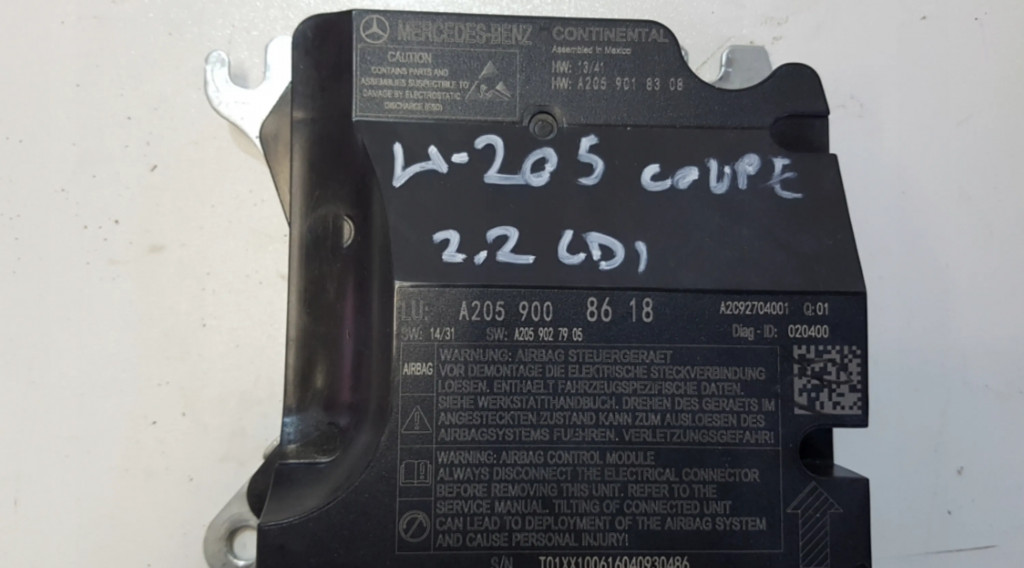 MERCEDES-BENZ
CONTINENTAL
Assembled in Mexico
CAUTION
CONTAINS PARTS AND
ASSEMBLIES SUSPECTIBLE TO
DAMAGE BY ELECTROSTATIC
DISCHARGE (ESD)
HW: 13/41
HW: A205 901 83 08
W-205 COUPE
2.2 CDI
LU: A205 900 86 18
A2C92704001 Q:01
SW: 14/31 SW: A205 902 79 05
Diag-ID: 020400
AIRBAG
WARNUNG: AIRBAG STEUERGERAET
VOR DEMONTAGE DIE ELEKTRISCHE STECKVERBINDUNG
LOESEN. ENTHAELT FAHRZEUGSPEZIFISCHE DATEN.
SIEHE WERKSTATTHANDBUCH. DREHEN DES GERAETS IM
ANGESTECKTEN ZUSTAND KANN ZUM AUSLOESEN DES
AIRBAGSYSTEMS FUEHREN. VERLETZUNGSGEFAHR!
WARNING: AIRBAG CONTROL MODULE
ALWAYS DISCONNECT THE ELECTRICAL CONNECTOR
BEFORE REMOVING THIS UNIT. REFER TO THE
SERVICE MANUAL. TILTING OF CONNECTED UNIT
CAN LEAD TO DEPLOYMENT OF THE AIRBAG SYSTEM
AND CAUSE PERSONAL INJURY!
S/N T01XX100616040930486